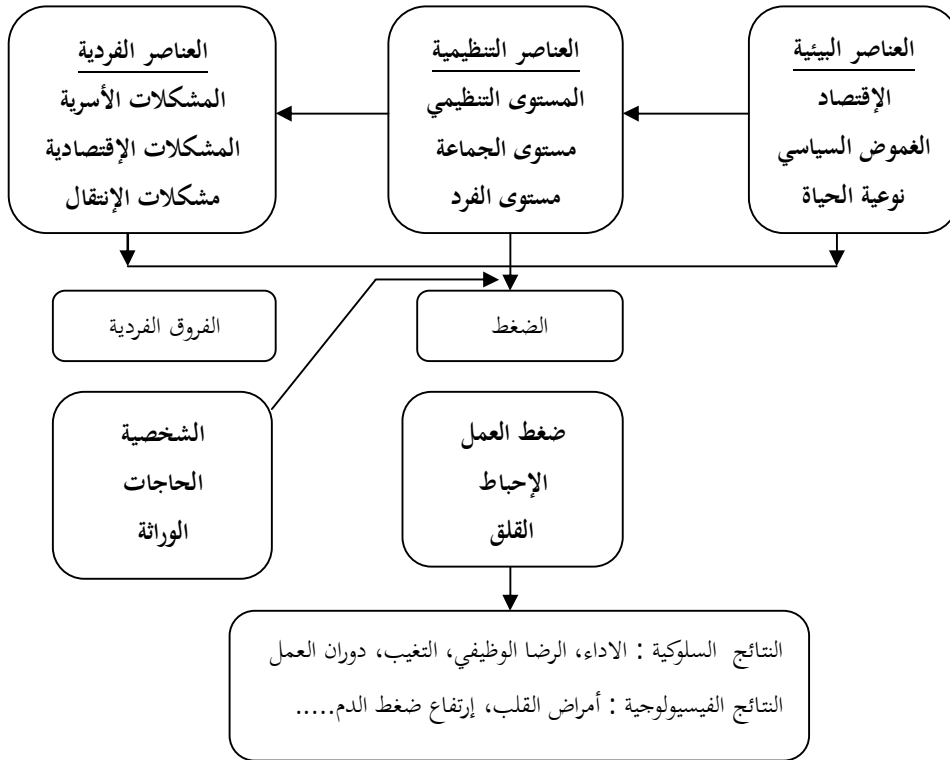 العناصر البيئية
الإقتصاد
الغموض السياسي
نوعية الحياة
العناصر التنظيمية
المستوى التنظيمي
مستوى الجماعة
مستوى الفرد
العناصر الفردية
المشكلات الأسرية
المشكلات الإقتصادية
مشكلات الإنتقال
الضغط
الفروق الفردية
ضغط العمل
الإحباط
القلق
الشخصية
الحاجات
الوراثة
النتائج السلوكية : الاداء، الرضا الوظيفي، التغيب، دوران العمل
النتائج الفيسيولوجية : أمراض القلب، إرتفاع ضغط الدم.....